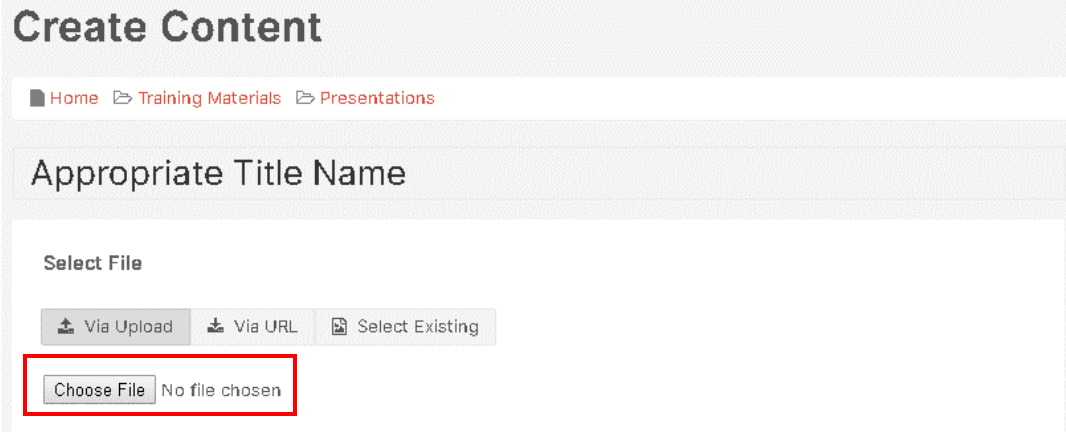 Create Content
Home Training Materials Presentations
Appropriate Title Name
Select File
Via Upload Via URL Select Existing
Choose File No file chosen